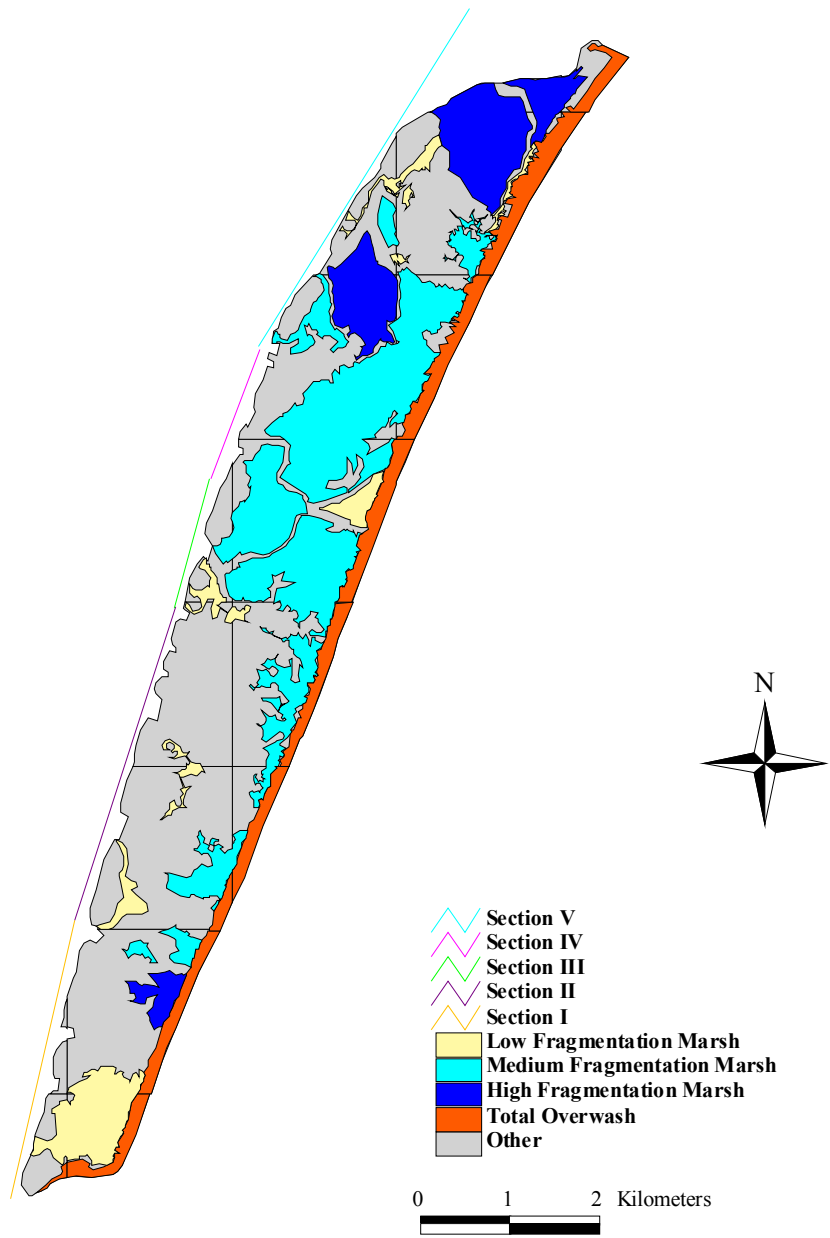 N
Section V
Section IV
Section III
Section II
Section I
Low Fragmentation Marsh
Medium Fragmentation Marsh
High Fragmentation Marsh
Total Overwash
Other
0 1 2 Kilometers